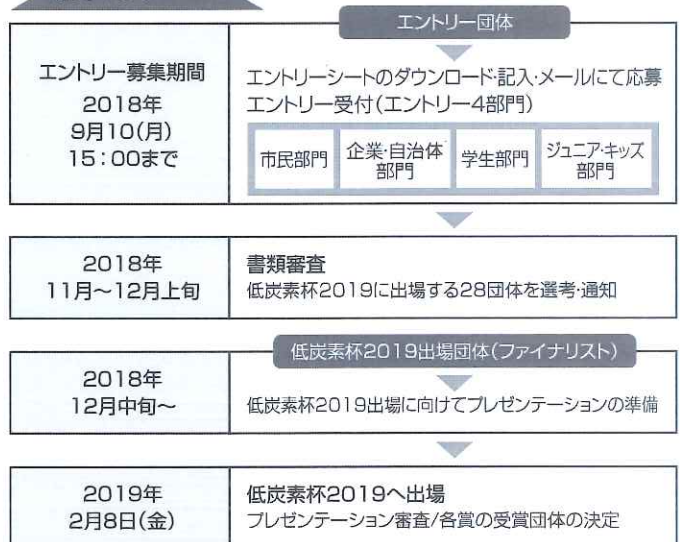 エントリー団体
エントリー募集期間
2018年
9月10(月)
15:00まで
エントリーシートのダウンロード・記入・メールにて応募
エントリー受付(エントリー4部門)
市民部門
企業・自治体
部門
学生部門
ジュニア・キッズ
部門
2018年
11月～12月上旬
書類審査
低炭素杯2019に出場する28団体を選考・通知
低炭素杯2019出場団体(ファイナリスト)
2018年
12月中旬～
低炭素杯2019出場に向けてプレゼンテーションの準備
2019年
2月8日(金)
低炭素杯2019へ出場
プレゼンテーション審査/各賞の受賞団体の決定